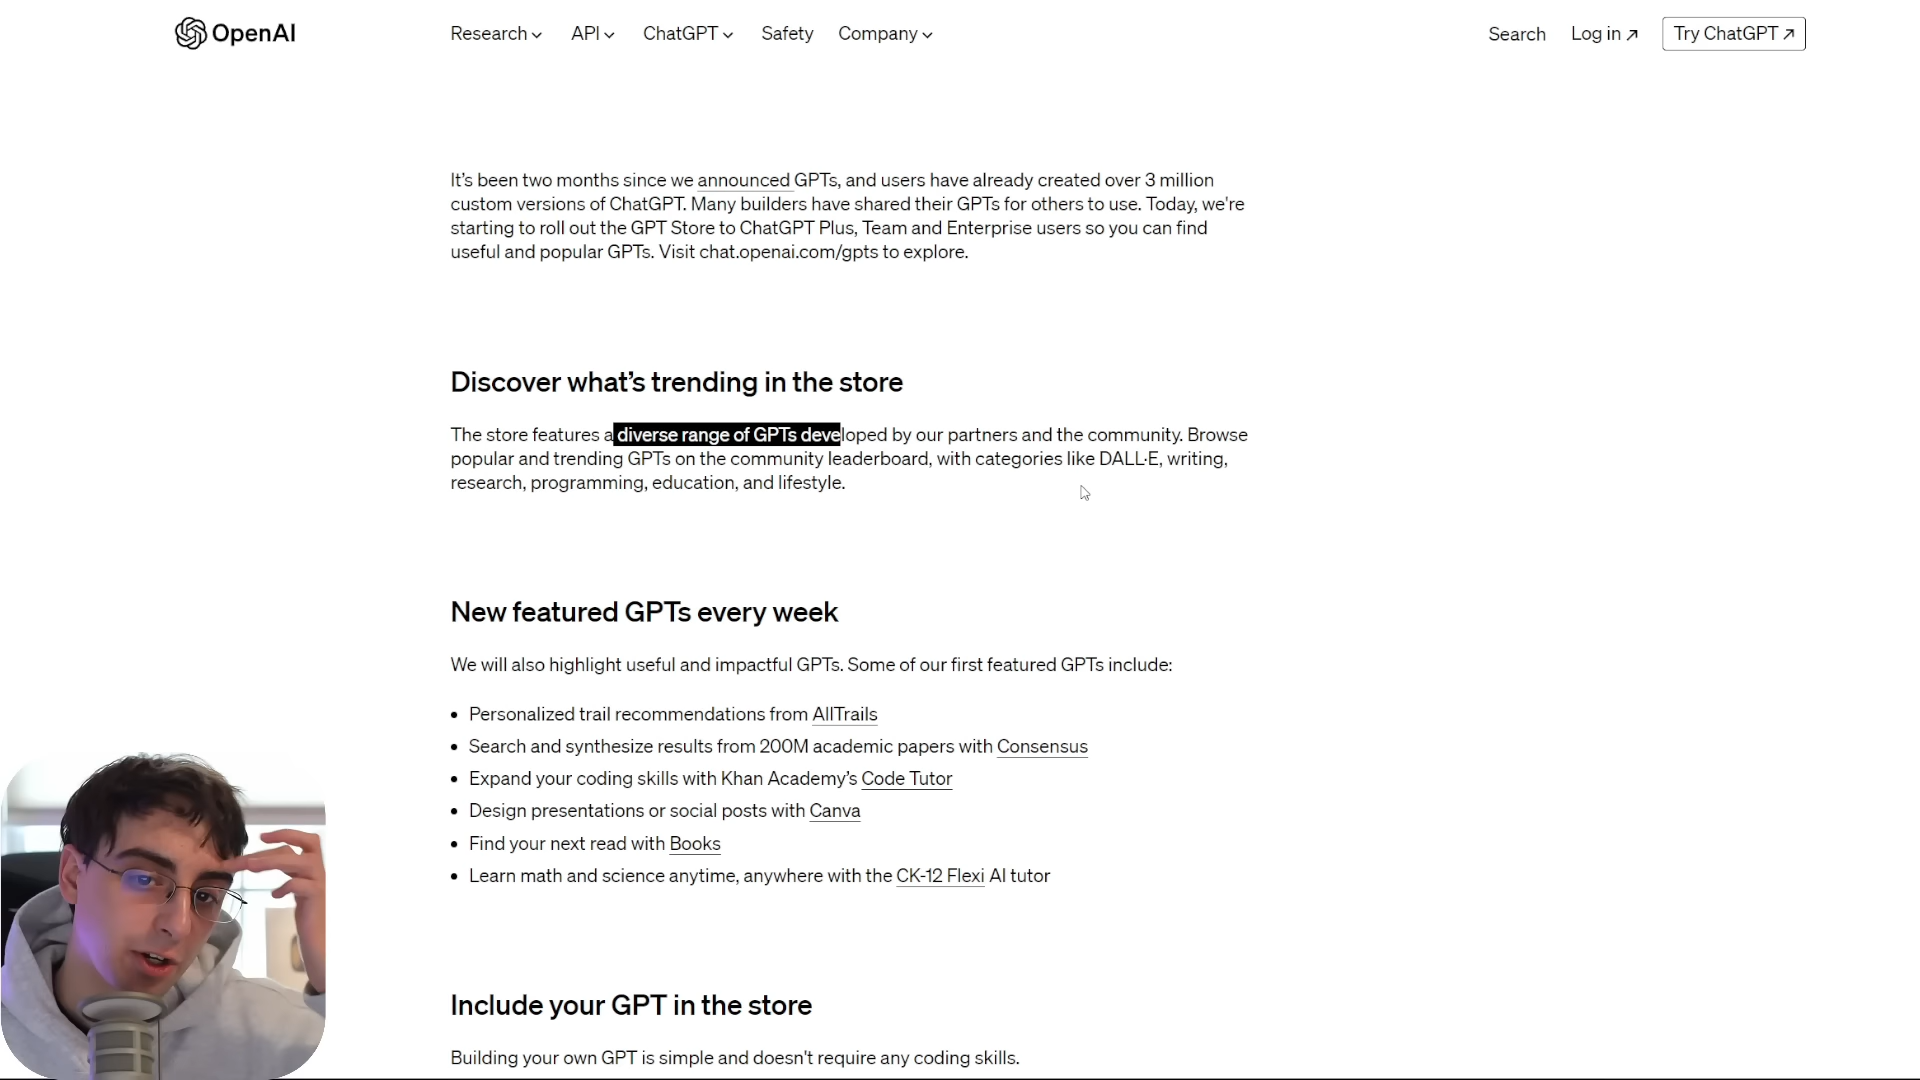 OpenAI
Research API ChatGPT Safety Company
Search Log in Try ChatGPT
It's been two months since we announced GPTs, and users have already created over 3 million
custom versions of ChatGPT. Many builders have shared their GPTs for others to use. Today, we're
starting to roll out the GPT Store to ChatGPT Plus, Team and Enterprise users so you can find
useful and popular GPTs. Visit chat.openai.com/gpts to explore.
Discover what's trending in the store
The store features a diverse range of GPTs developed by our partners and the community. Browse
popular and trending GPTs on the community leaderboard, with categories like DALL·E, writing,
research, programming, education, and lifestyle.
New featured GPTs every week
We will also highlight useful and impactful GPTs. Some of our first featured GPTs include:
• Personalized trail recommendations from AllTrails
• Search and synthesize results from 200M academic papers with Consensus
• Expand your coding skills with Khan Academy's Code Tutor
• Design presentations or social posts with Canva
• Find your next read with Books
• Learn math and science anytime, anywhere with the CK-12 Flexi AI tutor
Include your GPT in the store
Building your own GPT is simple and doesn't require any coding skills.